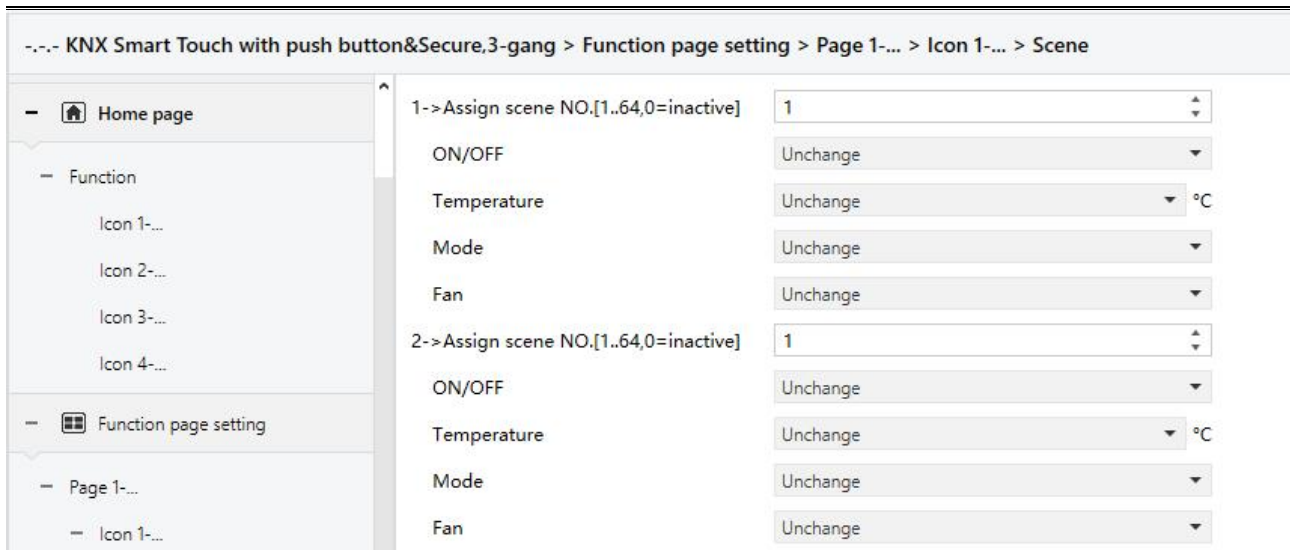 -.-.- KNX Smart Touch with push button&Secure,3-gang > Function page setting > Page 1-... > Icon 1-... > Scene
Home page
Function
Icon 1-...
Icon 2-...
Icon 3-...
Icon 4-...
Function page setting
Page 1-...
Icon 1-...
1->Assign scene NO.[1..64,0=inactive] 1
ON/OFF Unchange
Temperature Unchange °C
Mode Unchange
Fan Unchange
2->Assign scene NO.[1..64,0=inactive] 1
ON/OFF Unchange
Temperature Unchange °C
Mode Unchange
Fan Unchange